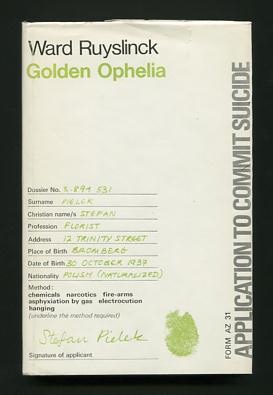 Ward Ruyslinck
Golden Ophelia
Dossier No. S-891 531
Surname PIELEK
Christian name/s STEFAN
Profession FLORIST
Address 12 TRINITY STREET
Place of Birth BROMBERG
Date of Birth 30 OCTOBER 1937
Nationality POLISH (NATURALIZED)
Method:
chemicals narcotics fire-arms
asphyxiation by gas electrocution
hanging
(underline the method required)
Stefan Pielek
Signature of applicant
FORM AZ 31
APPLICATION TO COMMIT SUICIDE